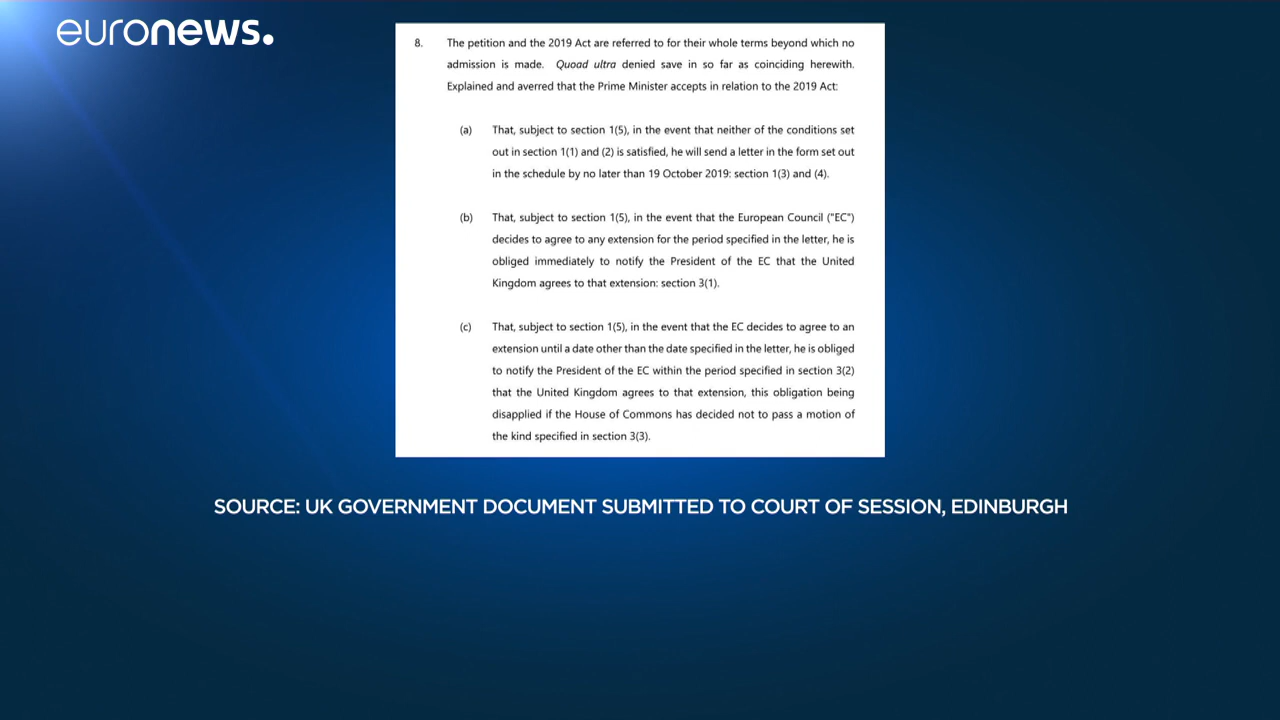 euronews.
8. The petition and the 2019 Act are referred to for their whole terms beyond which no
admission is made. Quoad ultra denied save in so far as coinciding herewith.
Explained and averred that the Prime Minister accepts in relation to the 2019 Act:
(a) That, subject to section 1(5), in the event that neither of the conditions set
out in section 1(1) and (2) is satisfied, he will send a letter in the form set out
in the schedule by no later than 19 October 2019: section 1(3) and (4).
(b) That, subject to section 1(5), in the event that the European Council ("EC")
decides to agree to any extension for the period specified in the letter, he is
obliged immediately to notify the President of the EC that the United
Kingdom agrees to that extension: section 3(1).
(c) That, subject to section 1(5), in the event that the EC decides to agree to an
extension until a date other than the date specified in the letter, he is obliged
to notify the President of the EC within the period specified in section 3(2)
that the United Kingdom agrees to that extension, this obligation being
disapplied if the House of Commons has decided not to pass a motion of
the kind specified in section 3(3).
SOURCE: UK GOVERNMENT DOCUMENT SUBMITTED TO COURT OF SESSION, EDINBURGH